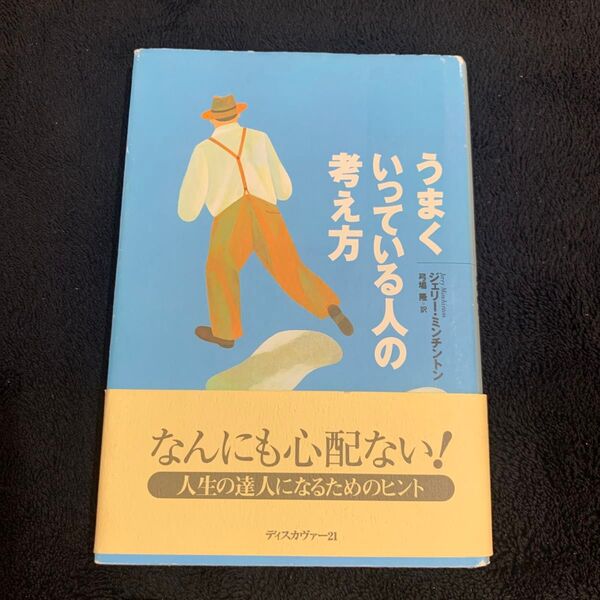 うまく
いっている人の
考え方
Jerry Minchinton
ジェリー・ミンチントン
弓場 隆・訳
なんにも心配ない!
人生の達人になるためのヒント
ディスカヴァー21